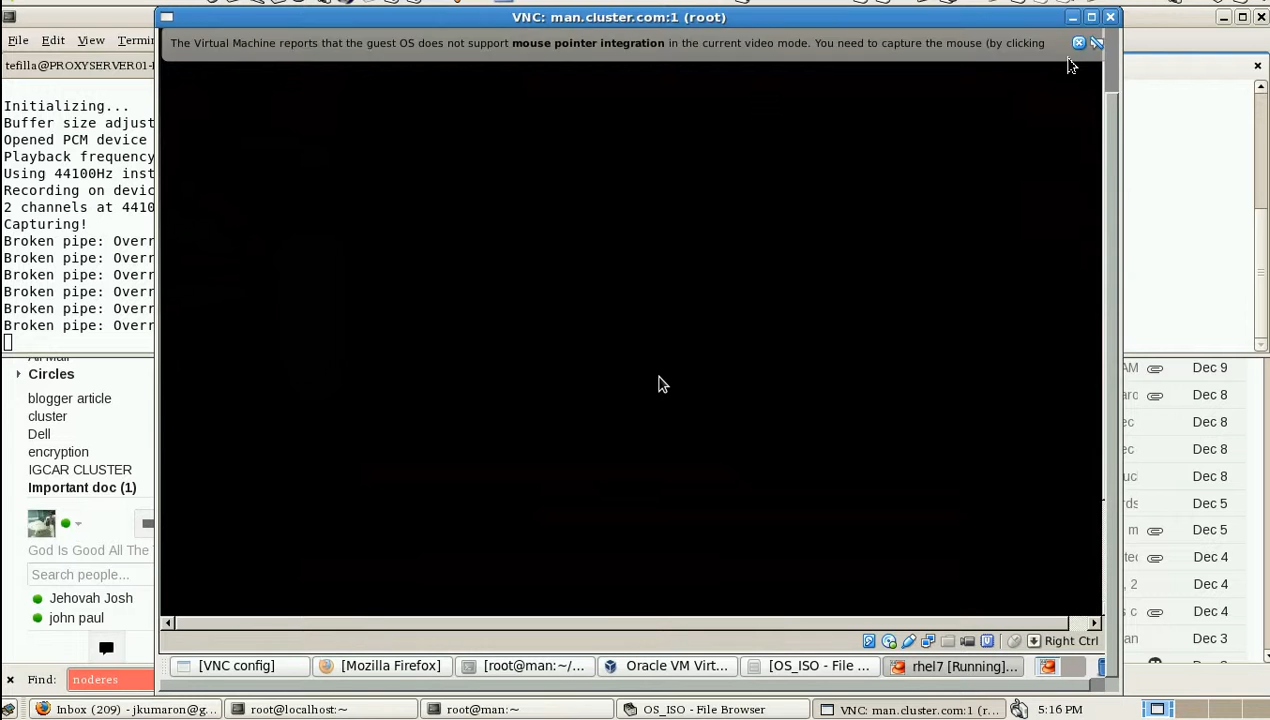 VNC: man.cluster.com:1 (root)
File Edit View Termin
The Virtual Machine reports that the guest OS does not support mouse pointer integration in the current video mode. You need to capture the mouse (by clicking
tefilla@PROXYSERVER01-
Initializing...
Buffer size adjust
Opened PCM device
Playback frequency
Using 44100Hz inst
Recording on devic
2 channels at 4410
Capturing!
Broken pipe: Overr
Broken pipe: Overr
Broken pipe: Overr
Broken pipe: Overr
Broken pipe: Overr
Broken pipe: Overr
Circles
blogger article
cluster
Dell
encryption
IGCAR CLUSTER
Important doc (1)
God Is Good All The
Search people...
Jehovah Josh
john paul
AM Dec 9
Dec 8
ec Dec 8
Dec 8
uc Dec 8
rds Dec 5
m Dec 5
tec Dec 4
, 2 Dec 4
s c Dec 4
an Dec 3
Right Ctrl
[VNC config] [Mozilla Firefox] [root@man:~/... Oracle VM Virt... [OS_ISO - File ... rhel7 [Running]...
Find: noderes
Inbox (209) - jkumaron@g... root@localhost:~ root@man:~ OS_ISO - File Browser VNC: man.cluster.com:1 (r... 5:16 PM